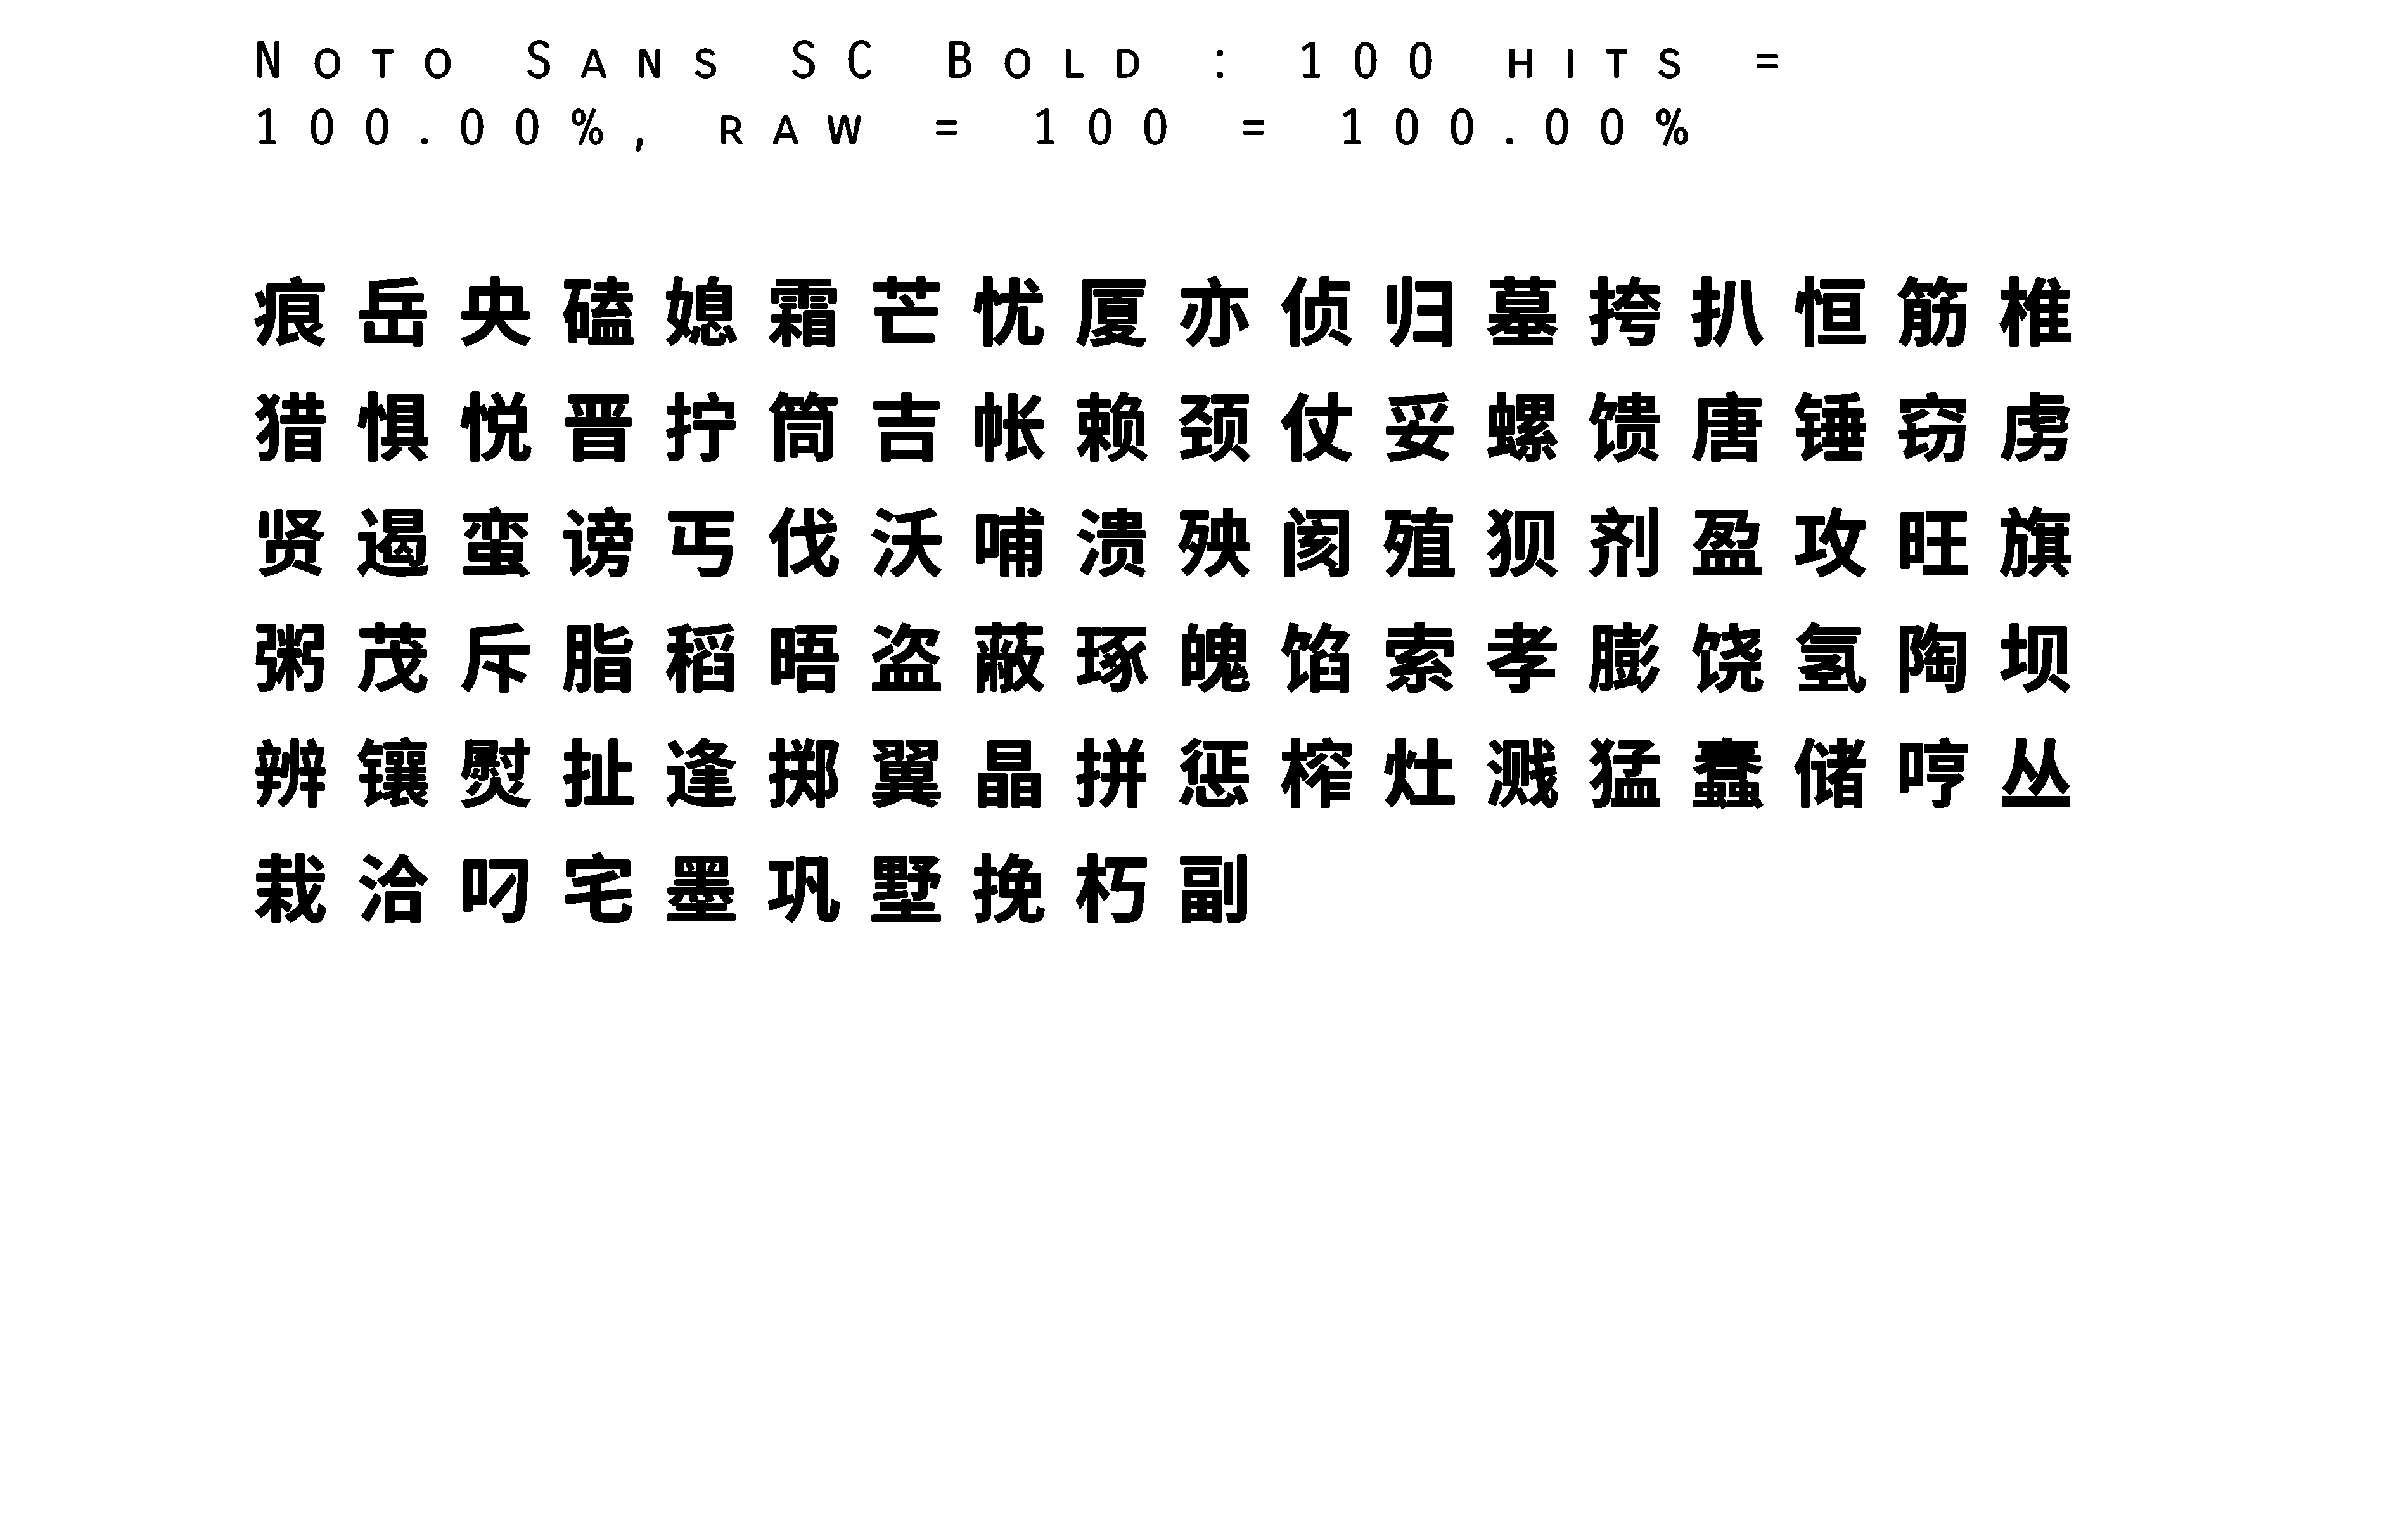 Noto Sans SC Bold : 100 hits =
100.00%, raw = 100 = 100.00%
痕岳央磕媳霜芒忧厦亦侦归墓挎扒恒筋椎
猎惧悦晋拧筒吉帐赖颈仗妥螺馈唐锤窃虏
贤遏蛮谤丐伐沃哺溃殃阂殖狈剂盈攻旺旗
粥茂斥脂稻晤盗蔽琢魄馅索孝膨饶氢陶坝
辨镶熨扯逢掷翼晶拼惩榨灶溅猛蠢储哼丛
栽洽叼宅墨巩墅挽朽副